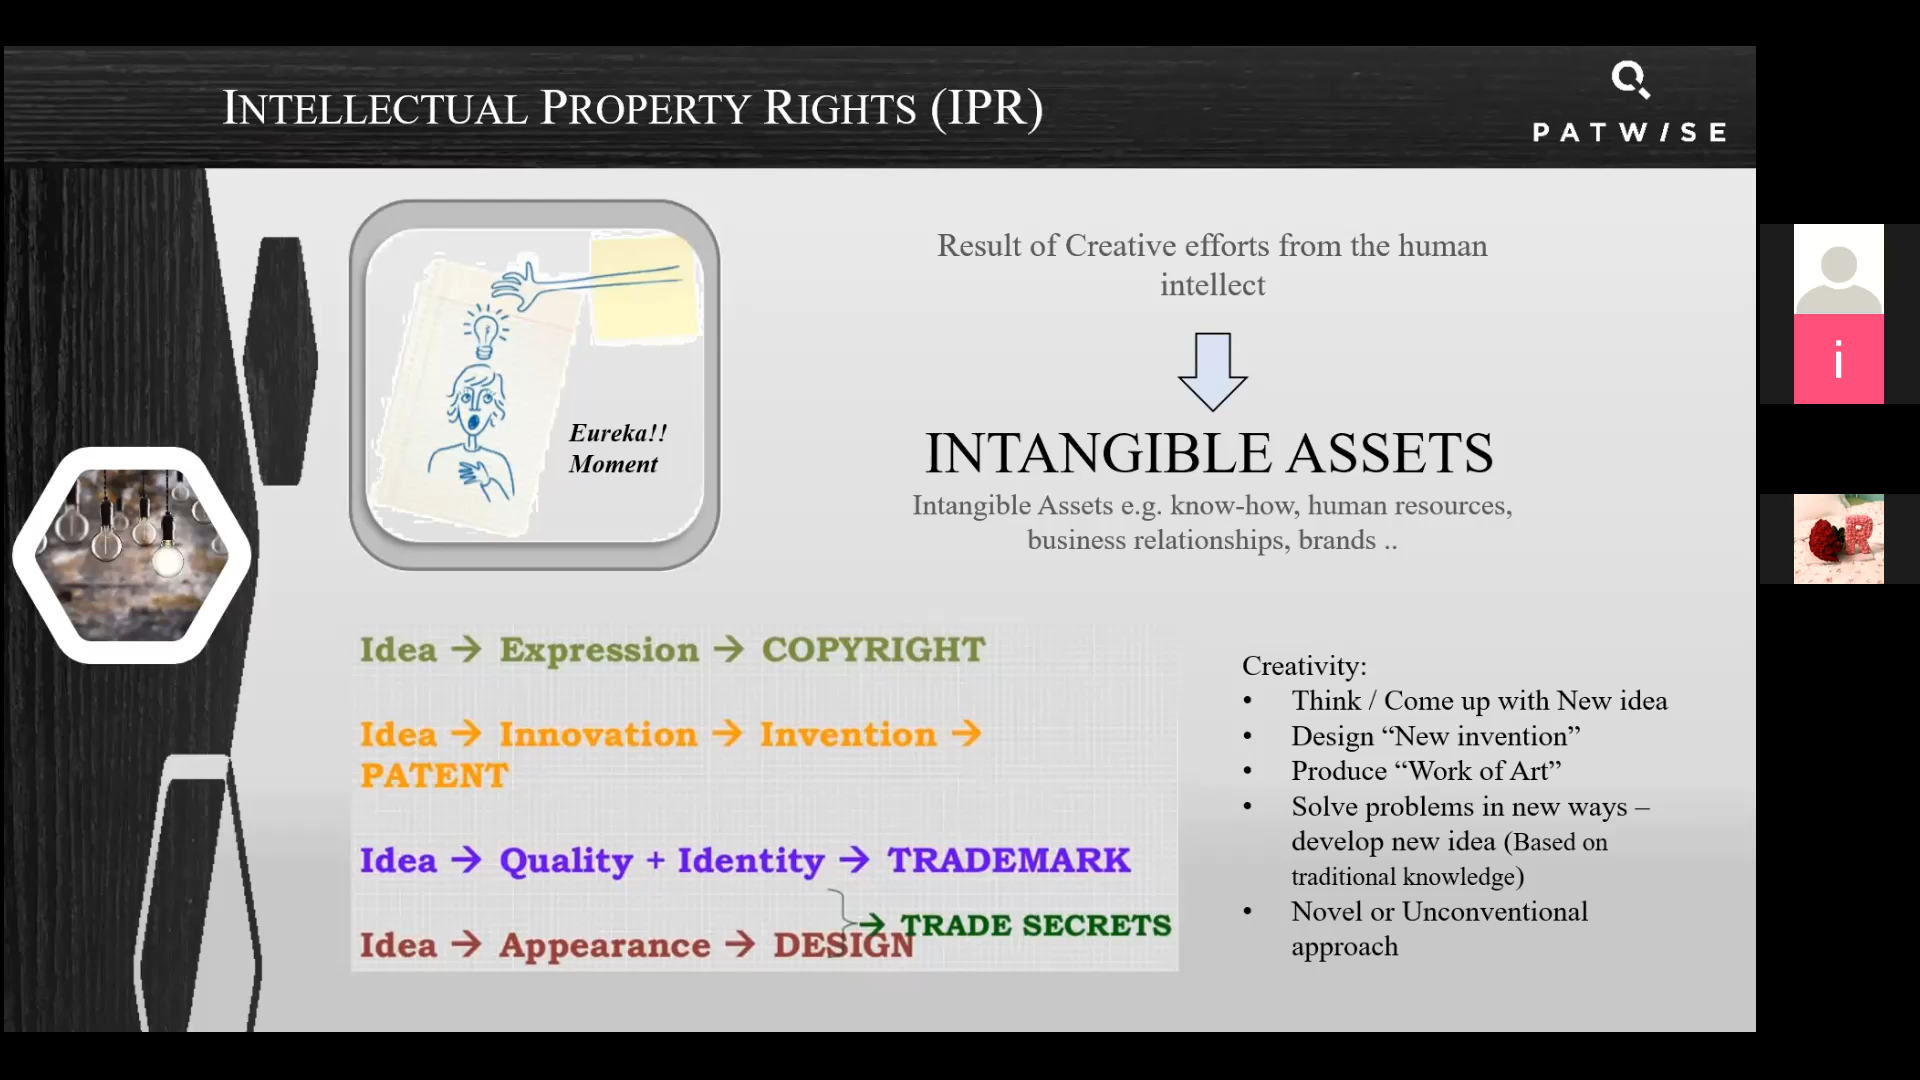 INTELLECTUAL PROPERTY RIGHTS (IPR)
PATWISE
Result of Creative efforts from the human
intellect
Eureka!!
Moment
INTANGIBLE ASSETS
Intangible Assets e.g. know-how, human resources,
business relationships, brands ..
Idea → Expression → COPYRIGHT
Idea → Innovation → Invention →
PATENT
Idea → Quality + Identity → TRADEMARK
→ TRADE SECRETS
Idea → Appearance → DESIGN
Creativity:
• Think / Come up with New idea
• Design “New invention”
• Produce “Work of Art”
• Solve problems in new ways –
develop new idea (Based on
traditional knowledge)
• Novel or Unconventional
approach
i
R